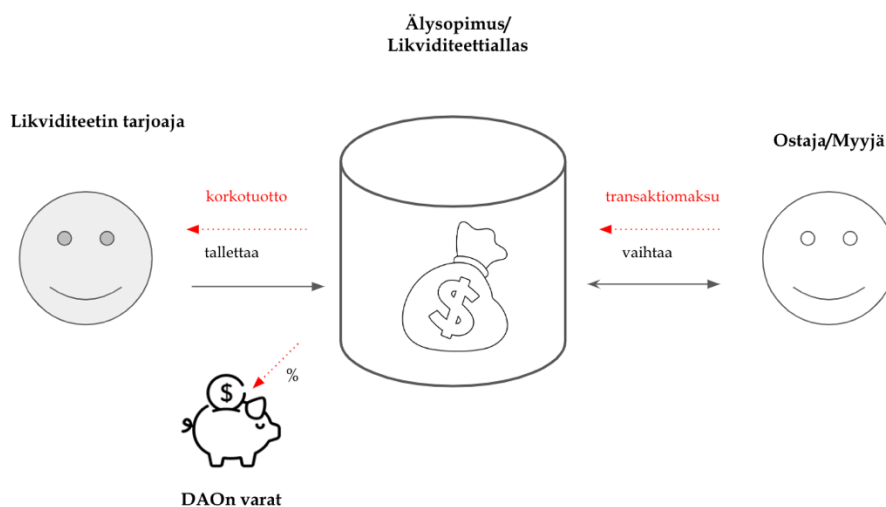 Älysopimus/
Likviditeettiallas
Likviditeetin tarjoaja
Ostaja/Myyjä
korkotuotto
transaktiomaksu
tallettaa
vaihtaa
$
%
$
DAOn varat